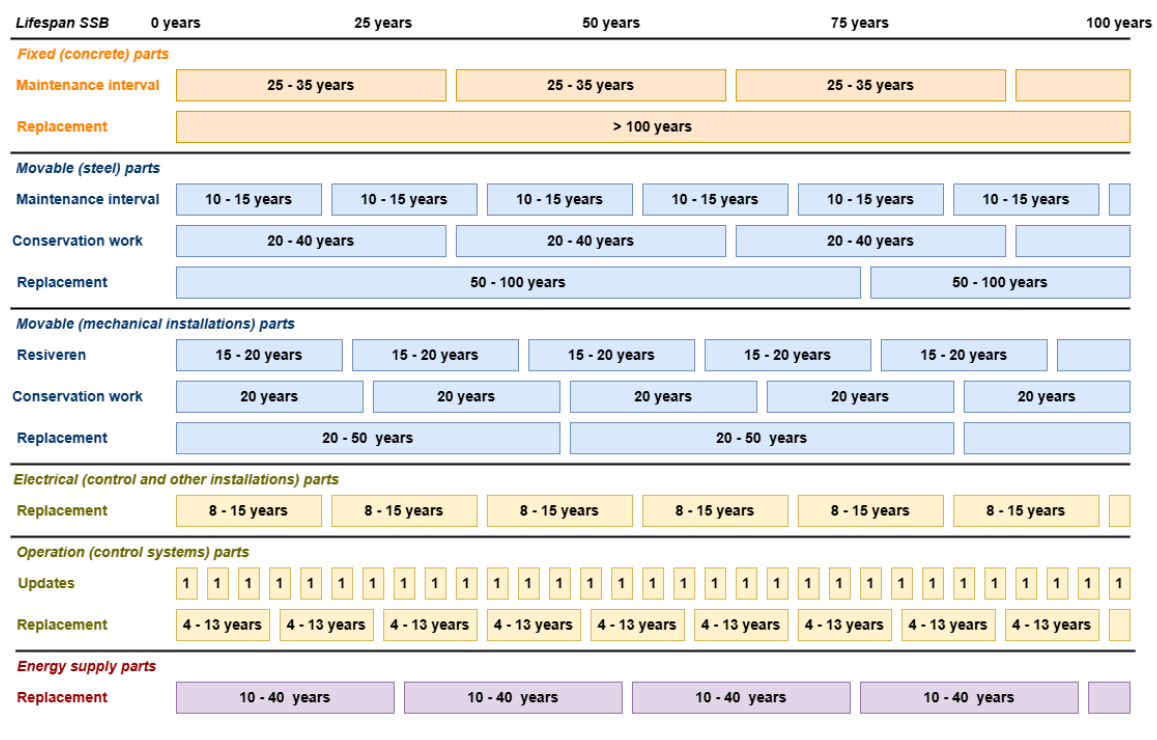 Lifespan SSB 0 years 25 years 50 years 75 years 100 years
Fixed (concrete) parts
Maintenance interval 25 - 35 years 25 - 35 years 25 - 35 years
Replacement > 100 years
Movable (steel) parts
Maintenance interval 10 - 15 years 10 - 15 years 10 - 15 years 10 - 15 years 10 - 15 years 10 - 15 years
Conservation work 20 - 40 years 20 - 40 years 20 - 40 years
Replacement 50 - 100 years 50 - 100 years
Movable (mechanical installations) parts
Resiveren 15 - 20 years 15 - 20 years 15 - 20 years 15 - 20 years 15 - 20 years
Conservation work 20 years 20 years 20 years 20 years 20 years
Replacement 20 - 50 years 20 - 50 years
Electrical (control and other installations) parts
Replacement 8 - 15 years 8 - 15 years 8 - 15 years 8 - 15 years 8 - 15 years 8 - 15 years
Operation (control systems) parts
Updates 1 1 1 1 1 1 1 1 1 1 1 1 1 1 1 1 1 1 1 1 1 1 1 1 1 1 1 1 1 1 1
Replacement 4 - 13 years 4 - 13 years 4 - 13 years 4 - 13 years 4 - 13 years 4 - 13 years 4 - 13 years 4 - 13 years 4 - 13 years
Energy supply parts
Replacement 10 - 40 years 10 - 40 years 10 - 40 years 10 - 40 years